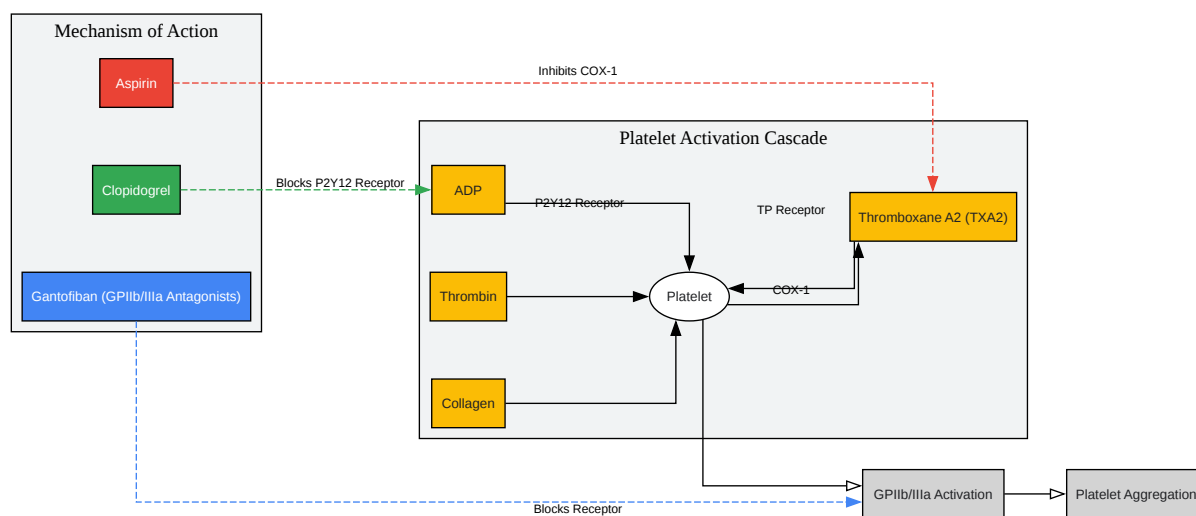 Mechanism of Action
Aspirin
Inhibits COX-1
Platelet Activation Cascade
Clopidogrel
Blocks P2Y12 Receptor
ADP
P2Y12 Receptor
TP Receptor
Thromboxane A2 (TXA2)
Gantofiban (GPIIb/IIIa Antagonists)
Thrombin
Platelet
COX-1
Collagen
GPIIb/IIIa Activation
Platelet Aggregation
Blocks Receptor